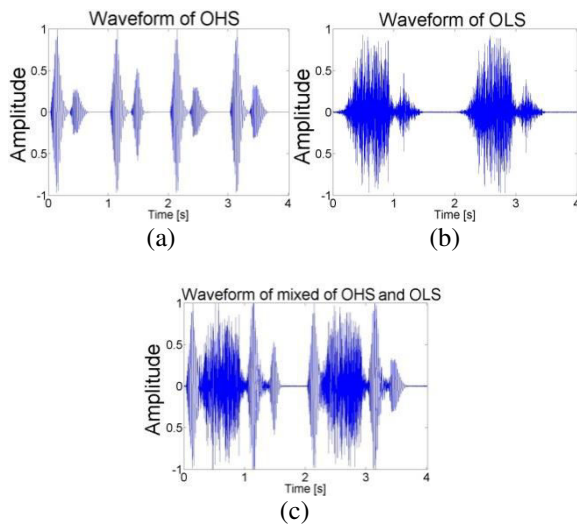 Waveform of OHS
Amplitude
1
0.5
0
0.5
-1
0 1 2 3 4
Time [s]
(a)
Waveform of OLS
Amplitude
1
0.5
0
0.5
-1
0 1 2 3 4
Time [s]
(b)
Waveform of mixed of OHS and OLS
Amplitude
1
0.5
0
0.5
-1
0 1 2 3 4
Time [s]
(c)